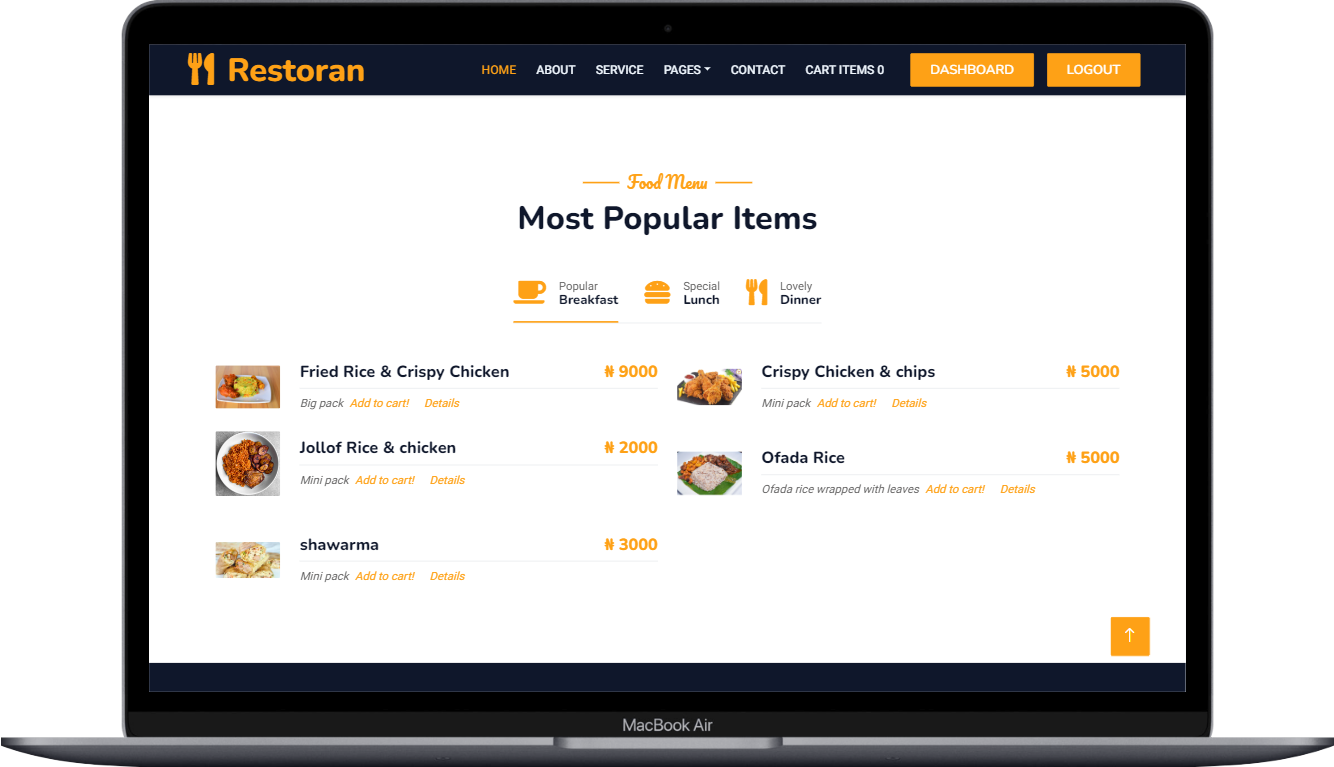 Restoran
HOME ABOUT SERVICE PAGES CONTACT CART ITEMS 0 DASHBOARD LOGOUT
Food Menu
Most Popular Items
Popular
Breakfast
Special
Lunch
Lovely
Dinner
Fried Rice & Crispy Chicken ₦ 9000
Big pack Add to cart! Details
Crispy Chicken & chips ₦ 5000
Mini pack Add to cart! Details
Jollof Rice & chicken ₦ 2000
Mini pack Add to cart! Details
Ofada Rice ₦ 5000
Ofada rice wrapped with leaves Add to cart! Details
shawarma ₦ 3000
Mini pack Add to cart! Details
MacBook Air